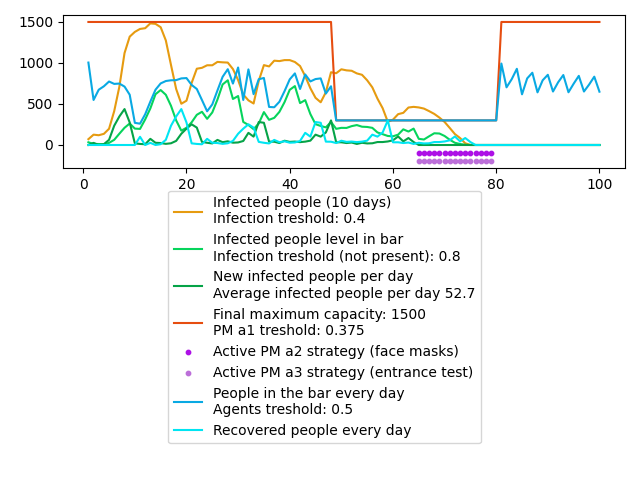 1500
1000
500
0
0
20
40
60
80
100
Infected people (10 days)
Infection treshold: 0.4
Infected people level in bar
Infection treshold (not present): 0.8
New infected people per day
Average infected people per day 52.7
Final maximum capacity: 1500
PM a1 treshold: 0.375
Active PM a2 strategy (face masks)
Active PM a3 strategy (entrance test)
People in the bar every day
Agents treshold: 0.5
Recovered people every day